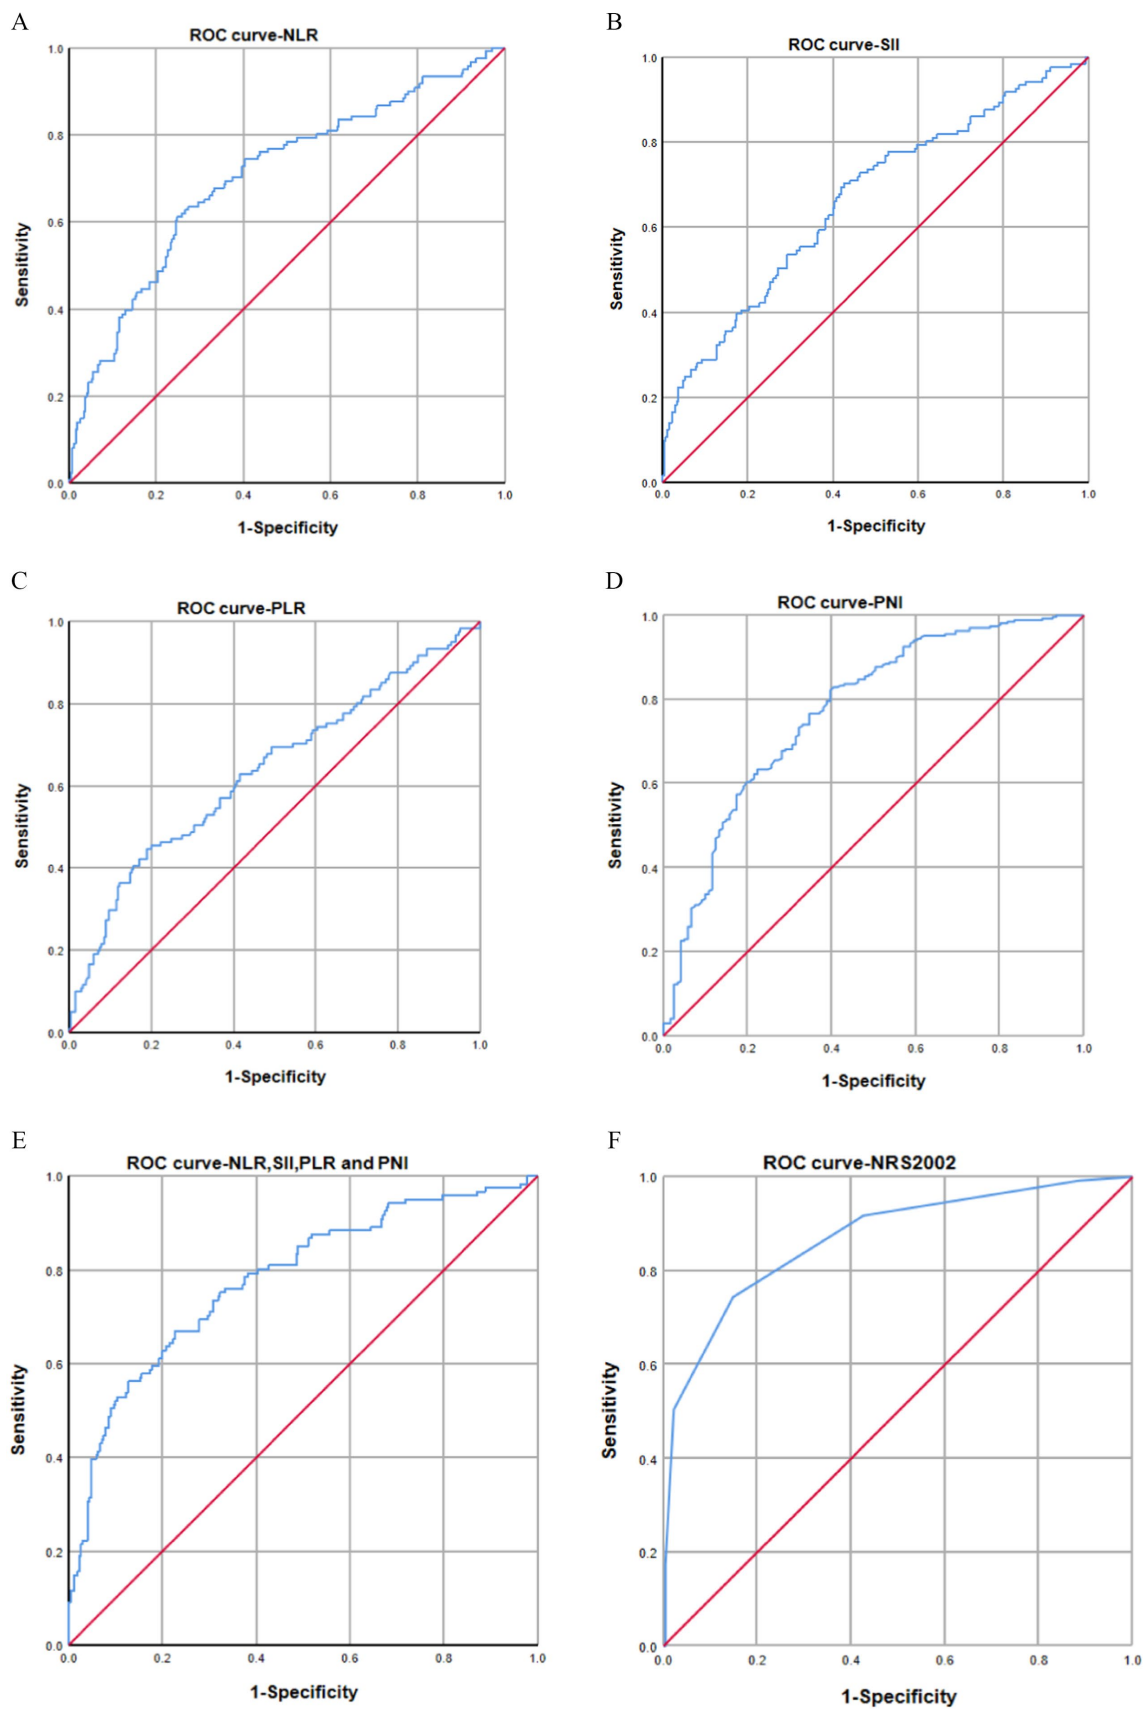 A
ROC curve-NLR
1.0
0.8
0.6
0.4
0.2
0.0
Sensitivity
0.0 0.2 0.4 0.6 0.8 1.0
1-Specificity
B
ROC curve-SII
1.0
0.8
0.6
0.4
0.2
0.0
Sensitivity
0.0 0.2 0.4 0.6 0.8 1.0
1-Specificity
C
ROC curve-PLR
1.0
0.8
0.6
0.4
0.2
0.0
Sensitivity
0.0 0.2 0.4 0.6 0.8 1.0
1-Specificity
D
ROC curve-PNI
1.0
0.8
0.6
0.4
0.2
0.0
Sensitivity
0.0 0.2 0.4 0.6 0.8 1.0
1-Specificity
E
ROC curve-NLR,SII,PLR and PNI
1.0
0.8
0.6
0.4
0.2
0.0
Sensitivity
0.0 0.2 0.4 0.6 0.8 1.0
1-Specificity
F
ROC curve-NRS2002
1.0
0.8
0.6
0.4
0.2
0.0
Sensitivity
0.0 0.2 0.4 0.6 0.8 1.0
1-Specificity